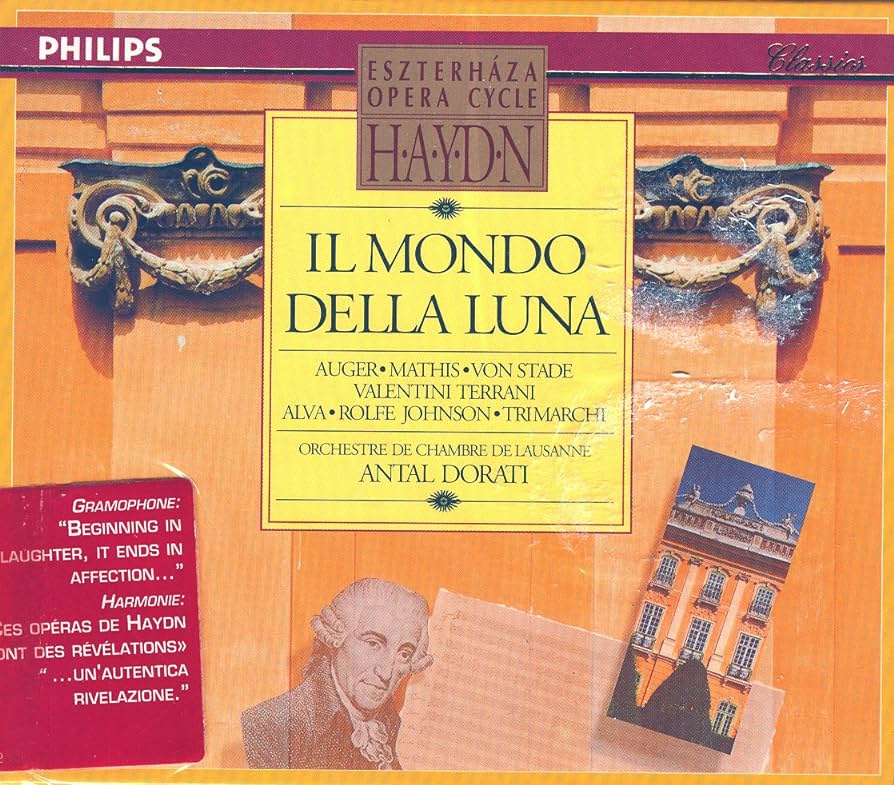 PHILIPS
Classics
ESZTERHÁZA
OPERA CYCLE
H·A·Y·D·N
IL MONDO
DELLA LUNA
AUGER • MATHIS • VON STADE
VALENTINI TERRANI
ALVA • ROLFE JOHNSON • TRIMARCHI
ORCHESTRE DE CHAMBRE DE LAUSANNE
ANTAL DORATI
GRAMOPHONE:
"BEGINNING IN
LAUGHTER, IT ENDS IN
AFFECTION..."
HARMONIE:
CES OPÉRAS DE HAYDN
ONT DES RÉVÉLATIONS»
" ...UN'AUTENTICA
RIVELAZIONE."
2